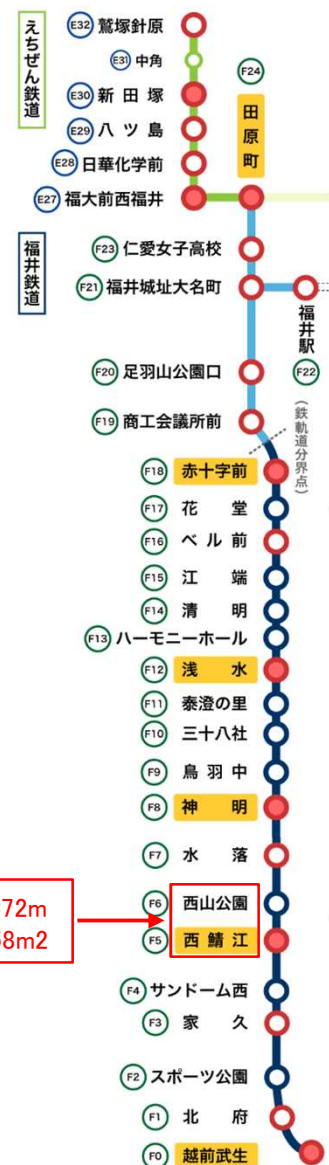 えちぜん鉄道
E32 鷲塚針原
E31 中角
E30 新田塚
E29 八ツ島
E28 日華化学前
E27 福大前西福井
F24
田原町
福井鉄道
F23 仁愛女子高校
F21 福井城址大名町
福井駅
F22
F20 足羽山公園口
F19 商工会議所前
(鉄軌道分界点)
F18 赤十字前
F17 花堂
F16 ベル前
F15 江端
F14 清明
F13 ハーモニーホール
F12 浅水
F11 泰澄の里
F10 三十八社
F9 鳥羽中
F8 神明
F7 水落
72m
F6 西山公園
58m2
F5 西鯖江
F4 サンドーム西
F3 家久
F2 スポーツ公園
F1 北府
F0 越前武生